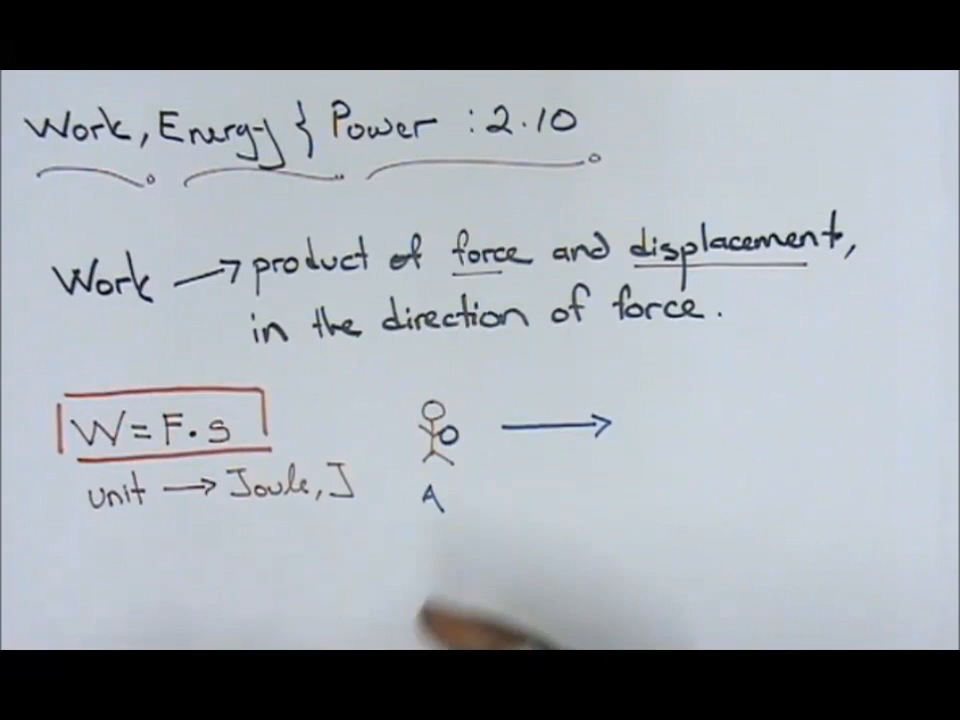 Work, Energy } Power : 2.10
Work → product of force and displacement,
in the direction of force.
W = F · s
unit → Joule, J
A